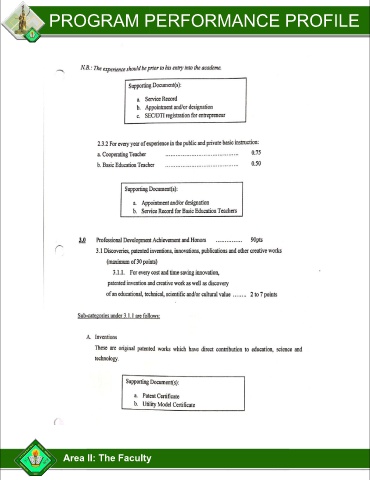 PROGRAM PERFORMANCE PROFILE
N.B.: The experience should be prior to his entry into the academe.
Supporting Document(s):
a. Service Record
b. Appointment and/or designation
c. SEC/DTI registration for entrepreneur
2.3.2 For every year of experience in the public and private basic instruction:
a. Cooperating Teacher ........................................ 0.75
b. Basic Education Teacher ........................................ 0.50
Supporting Document(s):
a. Appointment and/or designation
b. Service Record for Basic Education Teachers
3.0 Professional Development Achievement and Honors ............... 90pts
3.1 Discoveries, patented inventions, innovations, publications and other creative works
(maximum of 30 points)
3.1.1. For every cost and time saving innovation,
patented invention and creative work as well as discovery
of an educational, technical, scientific and/or cultural value ........ 2 to 7 points
Sub-categories under 3.1.1 are follows:
A. Inventions
These are original patented works which have direct contribution to education, science and
technology.
Supporting Document(s):
a. Patent Certificate
b. Utility Model Certificate
Area II: The Faculty